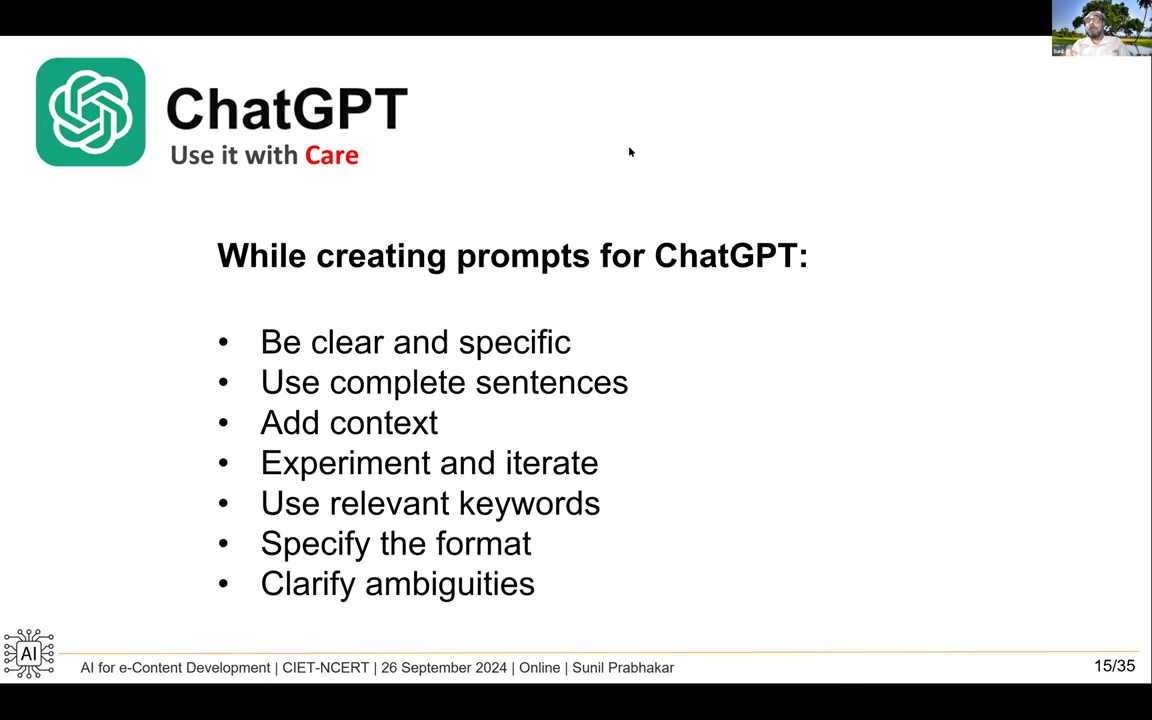 ChatGPT
Use it with Care
While creating prompts for ChatGPT:
• Be clear and specific
• Use complete sentences
• Add context
• Experiment and iterate
• Use relevant keywords
• Specify the format
• Clarify ambiguities
AI
AI for e-Content Development | CIET-NCERT | 26 September 2024 | Online | Sunil Prabhakar
15/35